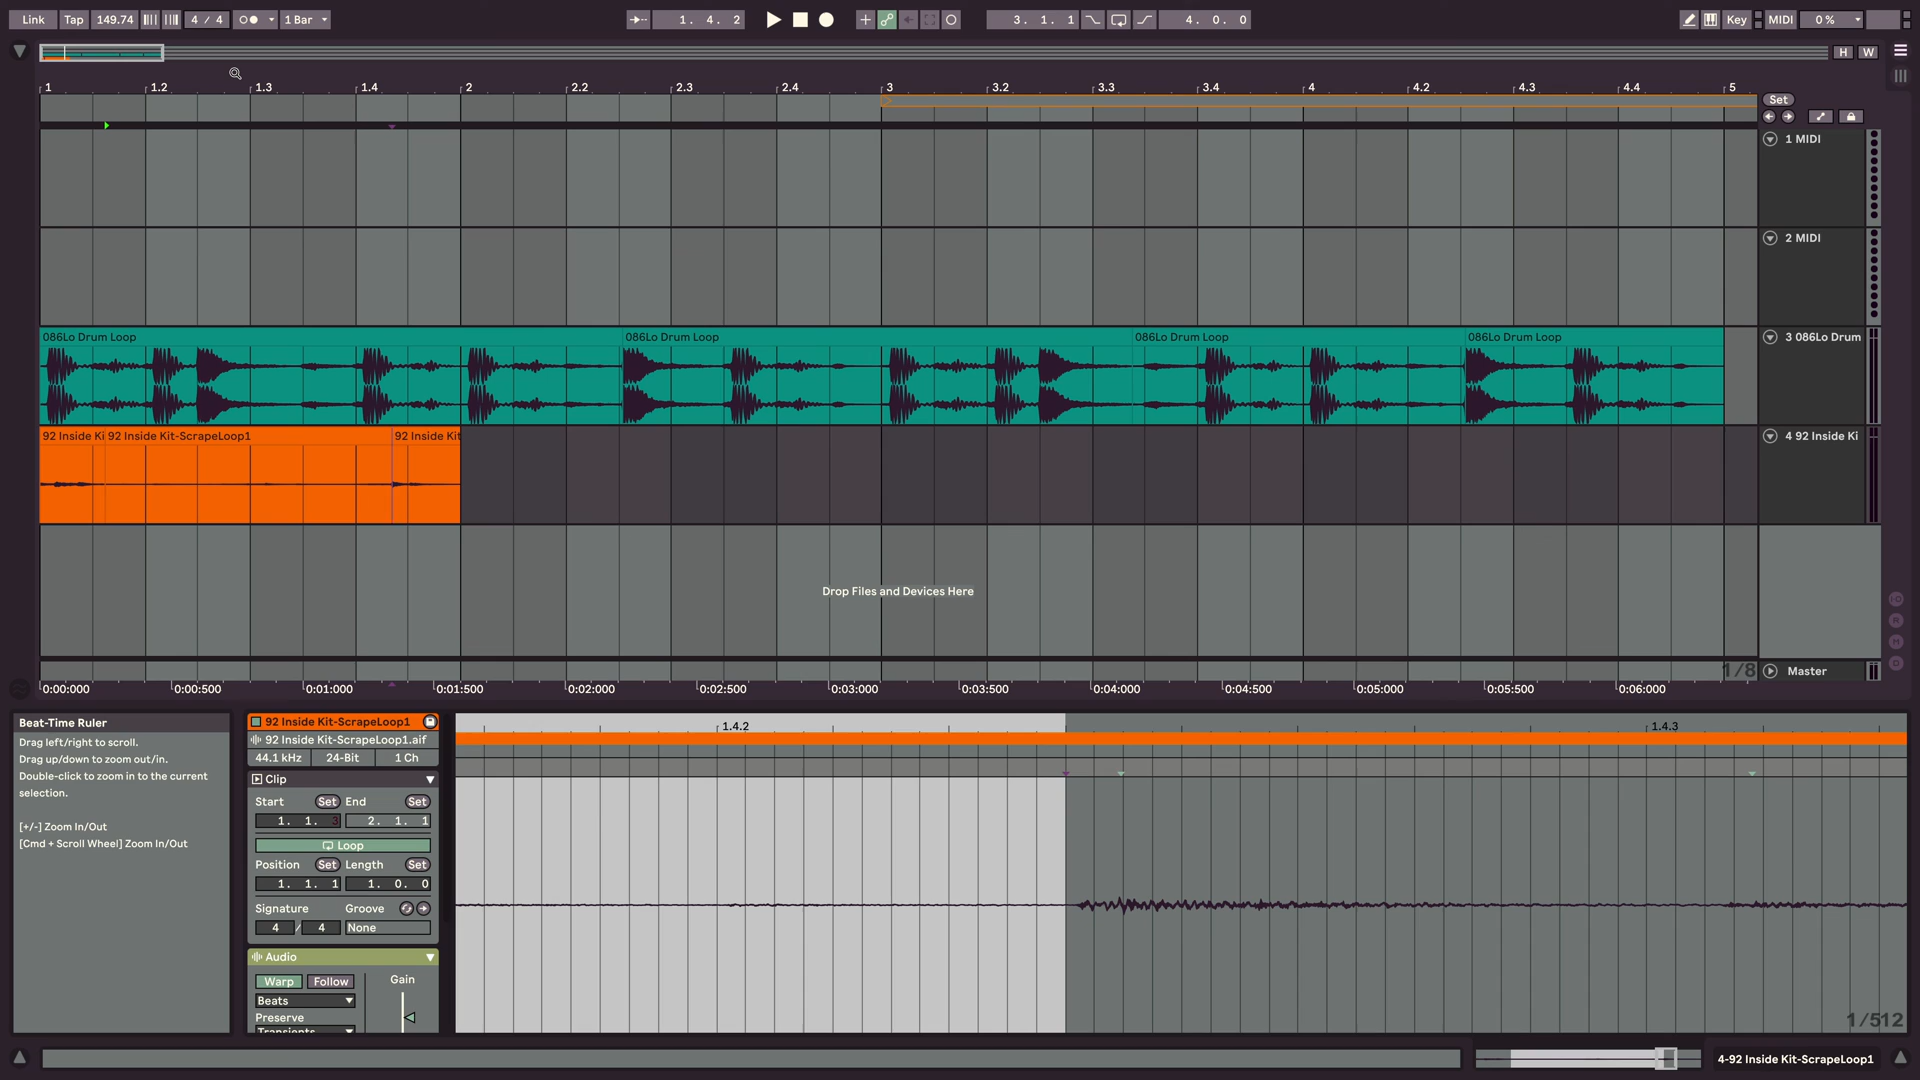 Link Tap 149.74 4 / 4 1 Bar 1. 4. 2 3. 1. 1 4. 0. 0 Key MIDI 0 %
H W
1 1.2 1.3 1.4 2 2.2 2.3 2.4 3 3.2 3.3 3.4 4 4.2 4.3 4.4 5
Set
1 MIDI
2 MIDI
086Lo Drum Loop 086Lo Drum Loop 086Lo Drum Loop 086Lo Drum Loop 3 086Lo Drum
92 Inside Ki 92 Inside Kit-ScrapeLoop1 92 Inside Kit 4 92 Inside Ki
Drop Files and Devices Here
1/8 Master
0:00:000 0:00:500 0:01:000 0:01:500 0:02:000 0:02:500 0:03:000 0:03:500 0:04:000 0:04:500 0:05:000 0:05:500 0:06:000
Beat-Time Ruler
Drag left/right to scroll.
Drag up/down to zoom out/in.
Double-click to zoom in to the current
selection.
[+/-] Zoom In/Out
[Cmd + Scroll Wheel] Zoom In/Out
92 Inside Kit-ScrapeLoop1
92 Inside Kit-ScrapeLoop1.aif
44.1 kHz 24-Bit 1 Ch
Clip
Start Set End Set
1. 1. 3 2. 1. 1
Loop
Position Set Length Set
1. 1. 1 1. 0. 0
Signature Groove
4 / 4 None
Audio
Warp Follow Gain
Beats
Preserve
Transients
1.4.2 1.4.3
1/512
4-92 Inside Kit-ScrapeLoop1